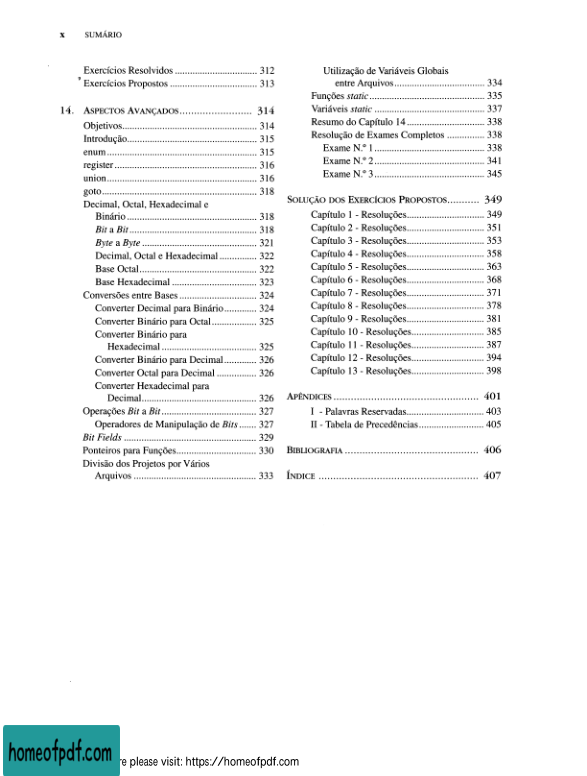 x SUMÁRIO
Exercícios Resolvidos ................................. 312
Exercícios Propostos ................................... 313
14. ASPECTOS AVANÇADOS........................ 314
Objetivos...................................................... 314
Introdução.................................................... 315
enum............................................................ 315
register......................................................... 316
union............................................................ 316
goto.............................................................. 318
Decimal, Octal, Hexadecimal e
Binário .................................................... 318
Bit a Bit................................................... 318
Byte a Byte .............................................. 321
Decimal, Octal e Hexadecimal............... 322
Base Octal............................................... 322
Base Hexadecimal .................................. 323
Conversões entre Bases ............................... 324
Converter Decimal para Binário............. 324
Converter Binário para Octal.................. 325
Converter Binário para
Hexadecimal ...................................... 325
Converter Binário para Decimal............. 326
Converter Octal para Decimal ................ 326
Converter Hexadecimal para
Decimal.............................................. 326
Operações Bit a Bit...................................... 327
Operadores de Manipulação de Bits....... 327
Bit Fields ..................................................... 329
Ponteiros para Funções................................ 330
Divisão dos Projetos por Vários
Arquivos ................................................. 333
Utilização de Variáveis Globais
entre Arquivos..................................... 334
Funções static.............................................. 335
Variáveis static ............................................ 337
Resumo do Capítulo 14............................... 338
Resolução de Exames Completos ............... 338
Exame N.º 1............................................ 338
Exame N.º 2............................................ 341
Exame N.º 3............................................ 345
SOLUÇÃO DOS EXERCÍCIOS PROPOSTOS........... 349
Capítulo 1 - Resoluções............................... 349
Capítulo 2 - Resoluções............................... 351
Capítulo 3 - Resoluções............................... 353
Capítulo 4 - Resoluções............................... 358
Capítulo 5 - Resoluções............................... 363
Capítulo 6 - Resoluções............................... 368
Capítulo 7 - Resoluções............................... 371
Capítulo 8 - Resoluções............................... 378
Capítulo 9 - Resoluções............................... 381
Capítulo 10 - Resoluções............................. 385
Capítulo 11 - Resoluções............................. 387
Capítulo 12 - Resoluções............................. 394
Capítulo 13 - Resoluções............................. 398
APÊNDICES ................................................ 401
I - Palavras Reservadas............................... 403
II - Tabela de Precedências.......................... 405
BIBLIOGRAFIA ............................................. 406
ÍNDICE ...................................................... 407
homeofpdf.com
re please visit: https://homeofpdf.com